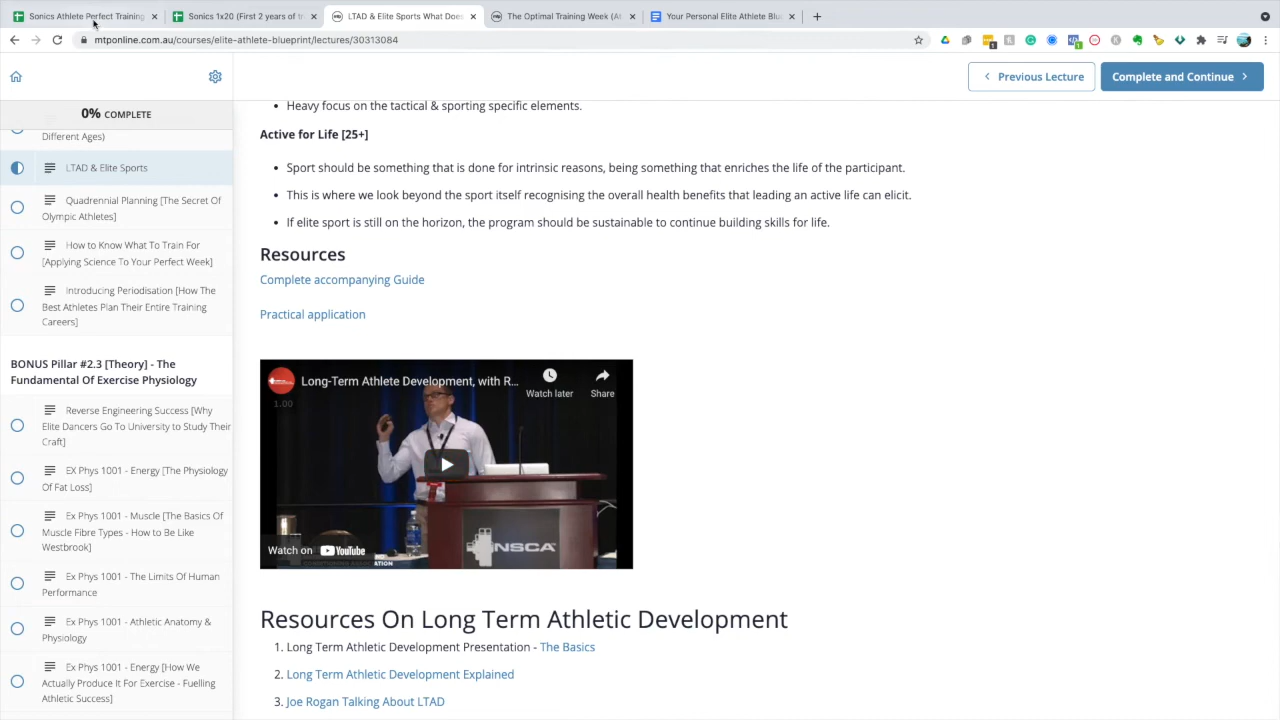 Sonics Athlete Perfect Training
Sonics 1x20 (First 2 years of tr
LTAD & Elite Sports What Does
The Optimal Training Week (At
Your Personal Elite Athlete Blu
mtponline.com.au/courses/elite-athlete-blueprint/lectures/30313084
Previous Lecture
Complete and Continue
0% COMPLETE
Different Ages)
LTAD & Elite Sports
Quadrennial Planning [The Secret Of
Olympic Athletes]
How to Know What To Train For
[Applying Science To Your Perfect Week]
Introducing Periodisation [How The
Best Athletes Plan Their Entire Training
Careers]
BONUS Pillar #2.3 [Theory] - The
Fundamental Of Exercise Physiology
Reverse Engineering Success [Why
Elite Dancers Go To University to Study Their
Craft]
EX Phys 1001 - Energy [The Physiology
Of Fat Loss]
Ex Phys 1001 - Muscle [The Basics Of
Muscle Fibre Types - How to Be Like
Westbrook]
Ex Phys 1001 - The Limits Of Human
Performance
Ex Phys 1001 - Athletic Anatomy &
Physiology
Ex Phys 1001 - Energy [How We
Actually Produce It For Exercise - Fuelling
Athletic Success]
• Heavy focus on the tactical & sporting specific elements.
Active for Life [25+]
• Sport should be something that is done for intrinsic reasons, being something that enriches the life of the participant.
• This is where we look beyond the sport itself recognising the overall health benefits that leading an active life can elicit.
• If elite sport is still on the horizon, the program should be sustainable to continue building skills for life.
Resources
Complete accompanying Guide
Practical application
Long-Term Athlete Development, with R...
Watch later
Share
1.00
NSCA
Watch on YouTube
Resources On Long Term Athletic Development
1. Long Term Athletic Development Presentation - The Basics
2. Long Term Athletic Development Explained
3. Joe Rogan Talking About LTAD